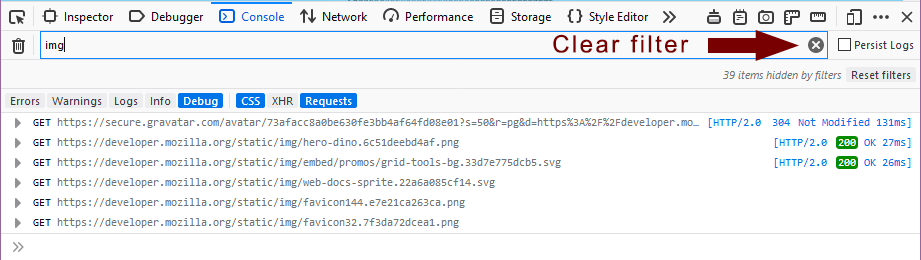 Inspector Debugger Console Network Performance Storage Style Editor
img Clear filter Persist Logs
39 items hidden by filters Reset filters
Errors Warnings Logs Info Debug CSS XHR Requests
GET https://secure.gravatar.com/avatar/73afacc8a0be630fe3bb4af64fd08e01?s=50&r=pg&d=https%3A%2F%2Fdeveloper.mo… [HTTP/2.0 304 Not Modified 131ms]
GET https://developer.mozilla.org/static/img/hero-dino.6c51deebd4af.png [HTTP/2.0 200 OK 27ms]
GET https://developer.mozilla.org/static/img/embed/promos/grid-tools-bg.33d7e775dcb5.svg [HTTP/2.0 200 OK 26ms]
GET https://developer.mozilla.org/static/img/web-docs-sprite.22a6a085cf14.svg
GET https://developer.mozilla.org/static/img/favicon144.e7e21ca263ca.png
GET https://developer.mozilla.org/static/img/favicon32.7f3da72dcea1.png